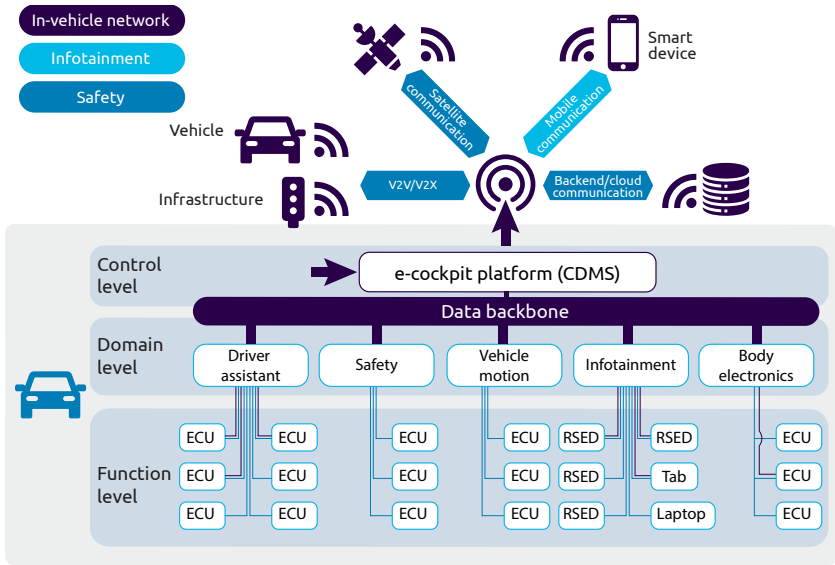 In-vehicle network
Infotainment
Safety
Smart
device
Satellite
communication
Mobile
communication
Vehicle
Infrastructure
V2V/V2X
Backend/cloud
communication
Control
level
e-cockpit platform (CDMS)
Data backbone
Domain
level
Driver
assistant
Safety
Vehicle
motion
Infotainment
Body
electronics
Function
level
ECU
ECU
ECU
ECU
RSED
RSED
ECU
ECU
ECU
ECU
ECU
RSED
Tab
ECU
ECU
ECU
ECU
ECU
RSED
Laptop
ECU